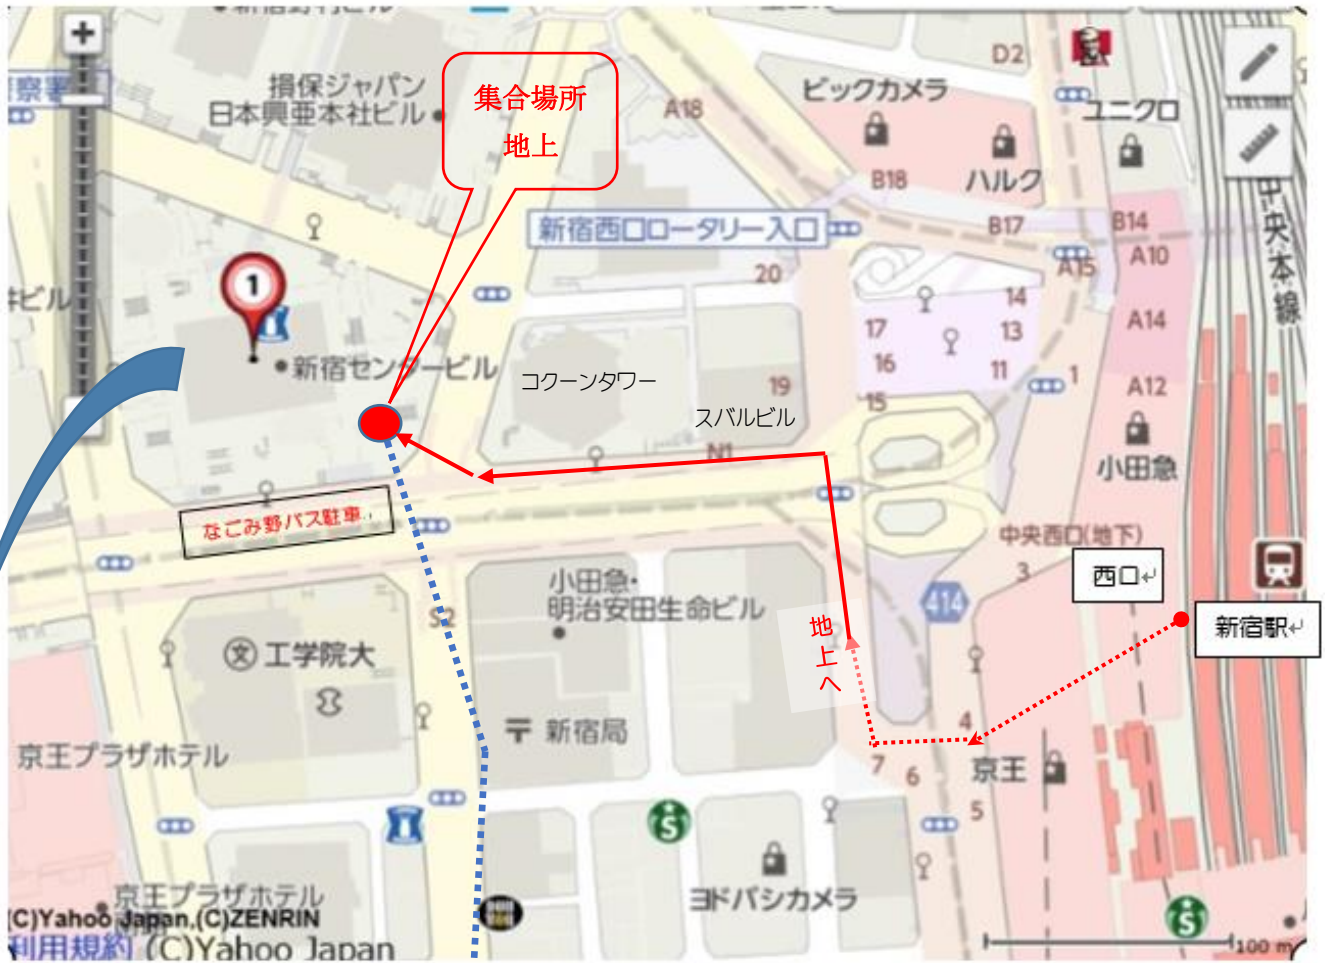 損保ジャパン
日本興亜本社ビル
集合場所
地上
A18
ビックカメラ
D2
ユニクロ
B18
ハルク
B17
B14
新宿西口ロータリー入口
A15
A10
中央本線
20
14
17
13
A14
16
11
1
A12
15
19
1
新宿センタービル
コクーンタワー
スバルビル
N1
小田急
なごみ野バス駐車
中央西口(地下)
3
西口
414
新宿駅
小田急・
明治安田生命ビル
S2
工学院大
地上へ
4
新宿局
京王プラザホテル
7
6
京王
5
ヨドバシカメラ
京王プラザホテル
(C)Yahoo Japan,(C)ZENRIN
利用規約 (C)Yahoo Japan
100 m